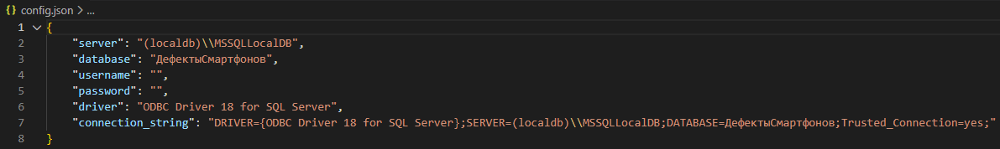 {} config.json > ...
1 {
2 "server": "(localdb)\\MSSQLLocalDB",
3 "database": "ДефектыСмартфонов",
4 "username": "",
5 "password": "",
6 "driver": "ODBC Driver 18 for SQL Server",
7 "connection_string": "DRIVER={ODBC Driver 18 for SQL Server};SERVER=(localdb)\\MSSQLLocalDB;DATABASE=ДефектыСмартфонов;Trusted_Connection=yes;"
8 }